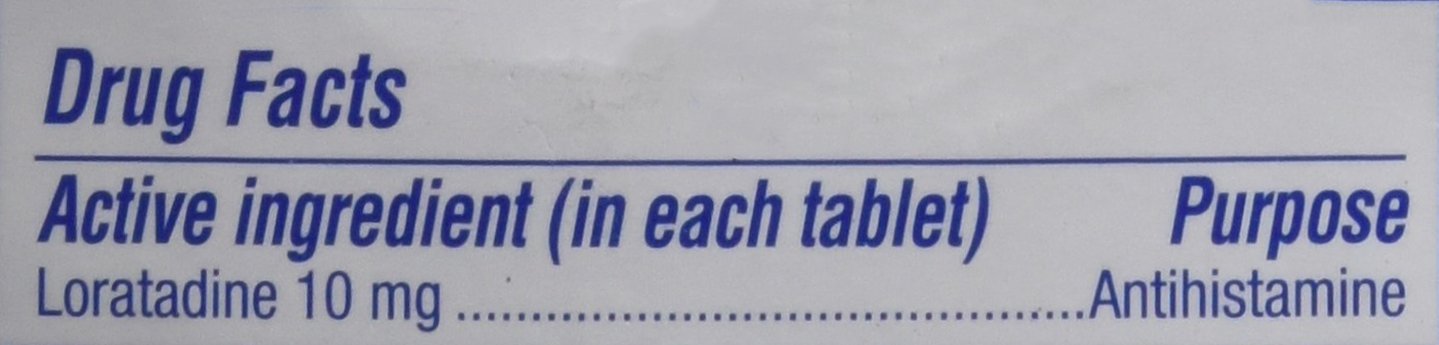 Drug Facts
Active ingredient (in each tablet) Purpose
Loratadine 10 mg ..........................................Antihistamine